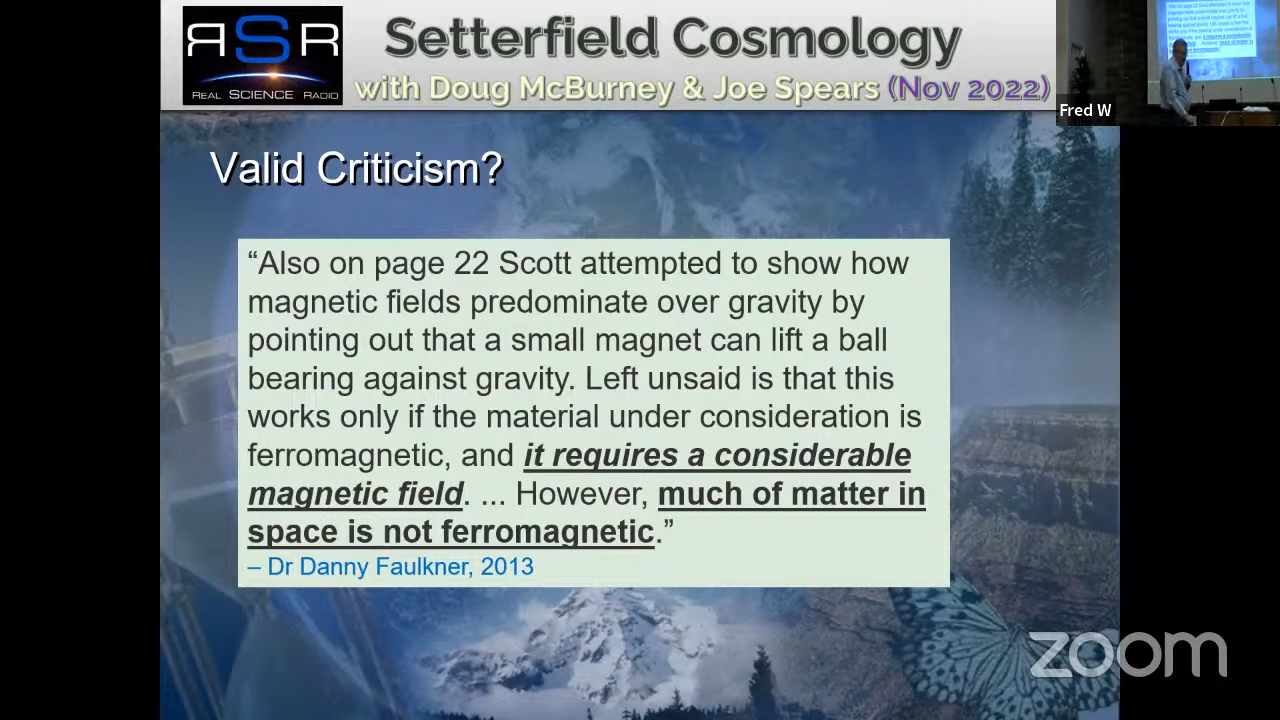 RSR
REAL SCIENCE RADIO
Setterfield Cosmology
with Doug McBurney & Joe Spears (Nov 2022)
Fred W
Valid Criticism?
“Also on page 22 Scott attempted to show how
magnetic fields predominate over gravity by
pointing out that a small magnet can lift a ball
bearing against gravity. Left unsaid is that this
works only if the material under consideration is
ferromagnetic, and it requires a considerable
magnetic field. ... However, much of matter in
space is not ferromagnetic.”
– Dr Danny Faulkner, 2013
zoom